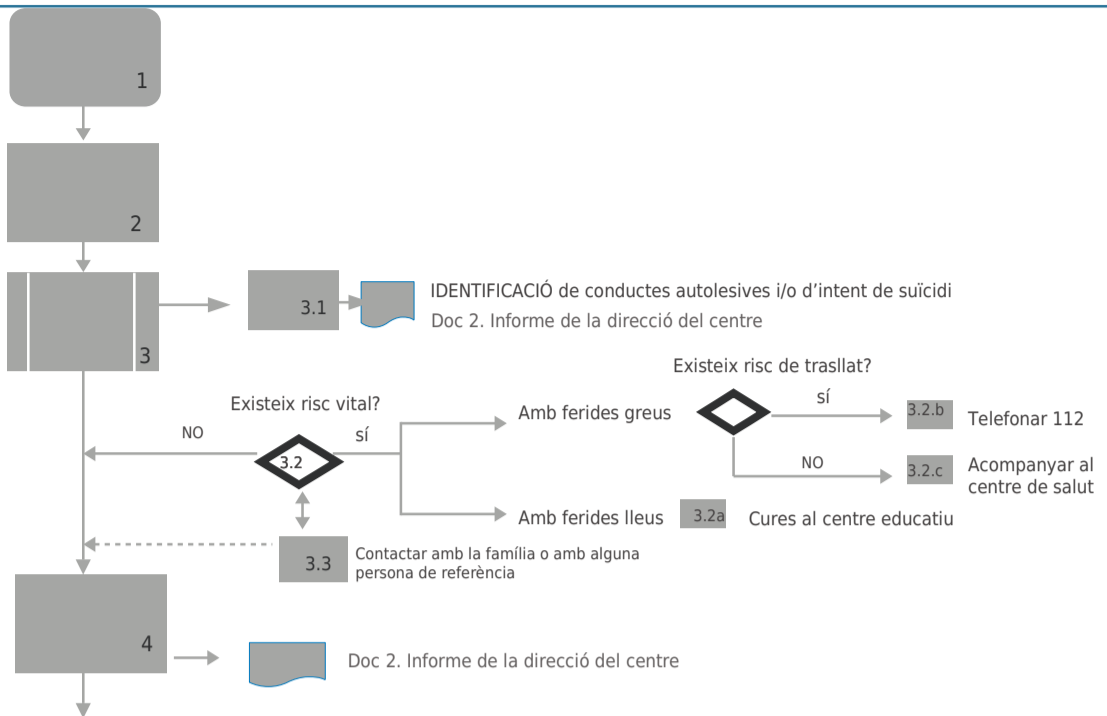 1
2
3
3.1
IDENTIFICACIÓ de conductes autolesives i/o d’intent de suïcidi
Doc 2. Informe de la direcció del centre
Existeix risc vital?
NO
3.2
sí
Amb ferides greus
Existeix risc de trasllat?
sí
3.2.b
Telefonar 112
NO
3.2.c
Acompanyar al
centre de salut
Amb ferides lleus
3.2a
Cures al centre educatiu
3.3
Contactar amb la família o amb alguna
persona de referència
4
Doc 2. Informe de la direcció del centre